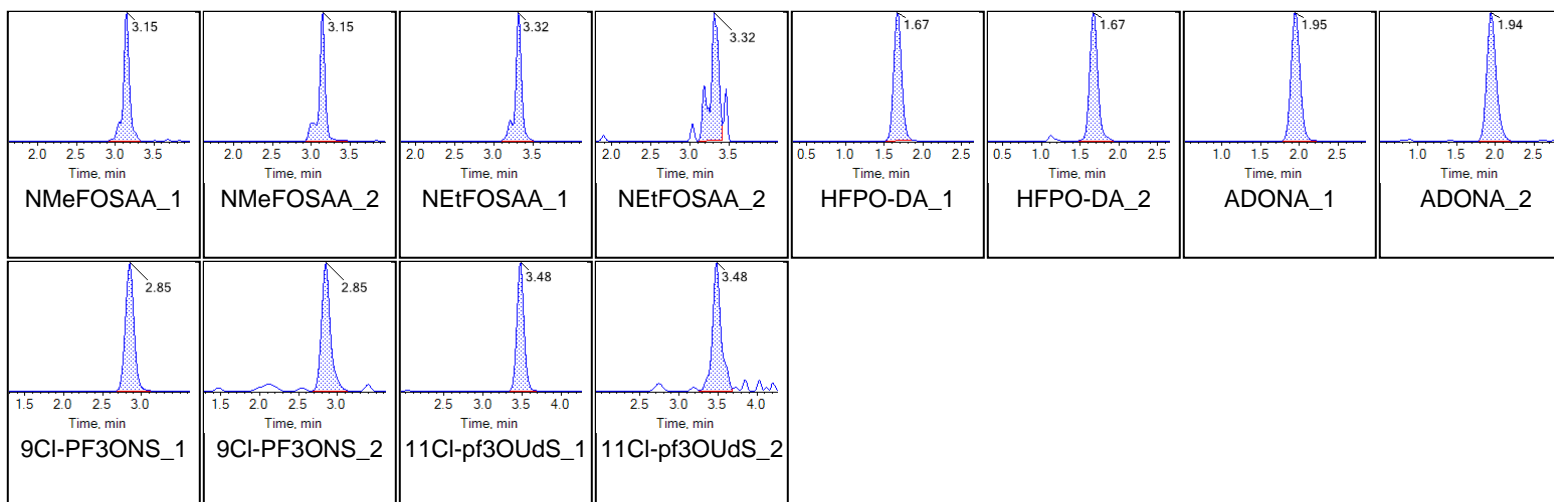 3.15 3.15 3.32 3.32 1.67 1.67 1.95 1.94
2.0 2.5 3.0 3.5 2.0 2.5 3.0 3.5 2.0 2.5 3.0 3.5 2.0 2.5 3.0 3.5 0.5 1.0 1.5 2.0 2.5 0.5 1.0 1.5 2.0 2.5 1.0 1.5 2.0 2.5 1.0 1.5 2.0 2.5
Time, min Time, min Time, min Time, min Time, min Time, min Time, min Time, min
NMeFOSAA_1 NMeFOSAA_2 NEtFOSAA_1 NEtFOSAA_2 HFPO-DA_1 HFPO-DA_2 ADONA_1 ADONA_2
2.85 2.85 3.48 3.48
1.5 2.0 2.5 3.0 1.5 2.0 2.5 3.0 2.5 3.0 3.5 4.0 2.5 3.0 3.5 4.0
Time, min Time, min Time, min Time, min
9Cl-PF3ONS_1 9Cl-PF3ONS_2 11Cl-pf3OUdS_1 11Cl-pf3OUdS_2